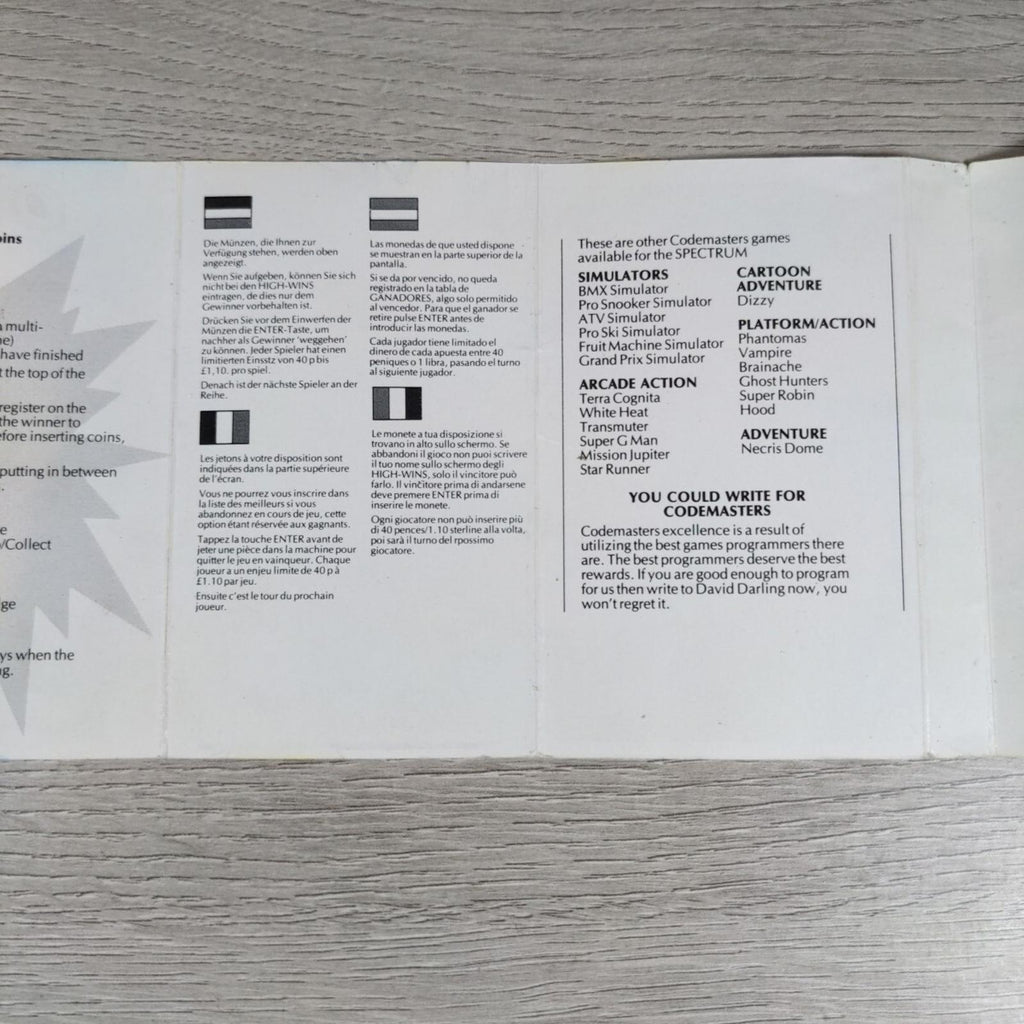 oins
multi-
e)
have finished
t the top of the
register on the
the winner to
efore inserting coins,
putting in between
e
/Collect
ge
ys when the
g.
Die Münzen, die Ihnen zur
Verfügung stehen, werden oben
angezeigt.
Wenn Sie aufgeben, können Sie sich
nicht bei den HIGH-WINS
eintragen, de dies nur dem
Gewinner vorbehalten ist.
Drücken Sie vor dem Einwerfen der
Münzen die ENTER-Taste, um
nachher als Gewinner 'weggehen'
zu können. Jeder Spieler hat einen
limitierten Einsstz von 40 p bis
£1,10. pro spiel.
Denach ist der nächste Spieler an der
Reihe.
Les jetons à votre disposition sont
indiquées dans la partie supérieure
de l'écran.
Vous ne pourrez vous inscrire dans
la liste des meilleurs si vous
abandonnez en cours de jeu, cette
option étant réservée aux gagnants.
Tappez la touche ENTER avant de
jeter une pièce dans la machine pour
quitter le jeu en vainqueur. Chaque
joueur a un enjeu limite de 40 p à
£1.10 par jeu.
Ensuite c'est le tour du prochain
joueur.
Las monedas de que usted dispone
se muestran en la parte superior de la
pantalla.
Si se da por vencido, no queda
registrado en la tabla de
GANADORES, algo solo permitido
al vencedor. Para que el ganador se
retire pulse ENTER antes de
introducir las monedas.
Cada jugador tiene limitado el
dinero de cada apuesta entre 40
peniques o 1 libra, pasando el turno
al siguiente jugador.
Le monete a tua disposizione si
trovano in alto sullo schermo. Se
abbandoni il gioco non puoi scrivere
il tuo nome sullo schermo degli
HIGH-WINS, solo il vincitore può
farlo. Il vincitore prima di andarsene
deve premere ENTER prima di
inserire le monete.
Ogni giocatore non può inserire più
di 40 pences/1.10 sterline alla volta,
poi sarà il turno del rpossimo
giocatore.
These are other Codemasters games
available for the SPECTRUM
SIMULATORS
BMX Simulator
Pro Snooker Simulator
ATV Simulator
Pro Ski Simulator
Fruit Machine Simulator
Grand Prix Simulator
ARCADE ACTION
Terra Cognita
White Heat
Transmuter
Super G Man
Mission Jupiter
Star Runner
CARTOON
ADVENTURE
Dizzy
PLATFORM/ACTION
Phantomas
Vampire
Brainache
Ghost Hunters
Super Robin
Hood
ADVENTURE
Necris Dome
YOU COULD WRITE FOR
CODEMASTERS
Codemasters excellence is a result of
utilizing the best games programmers there
are. The best programmers deserve the best
rewards. If you are good enough to program
for us then write to David Darling now, you
won't regret it.